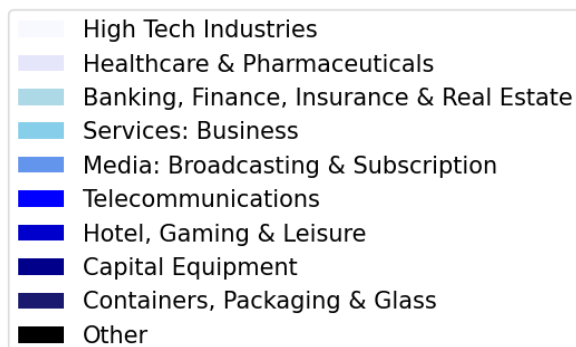 High Tech Industries
Healthcare & Pharmaceuticals
Banking, Finance, Insurance & Real Estate
Services: Business
Media: Broadcasting & Subscription
Telecommunications
Hotel, Gaming & Leisure
Capital Equipment
Containers, Packaging & Glass
Other